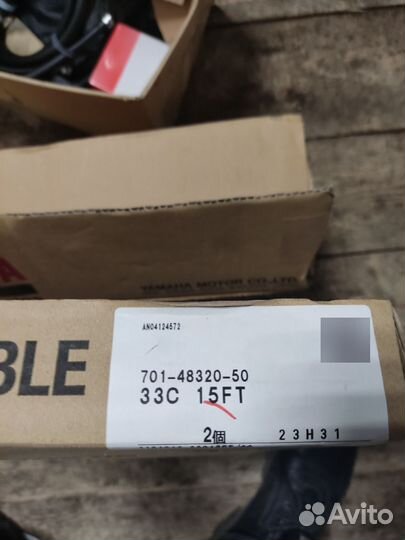 YAMAHA MOTOR CO.,LTD.
AN04124572
BLE
701-48320-50
33C 15FT
2個 23H31
Avito